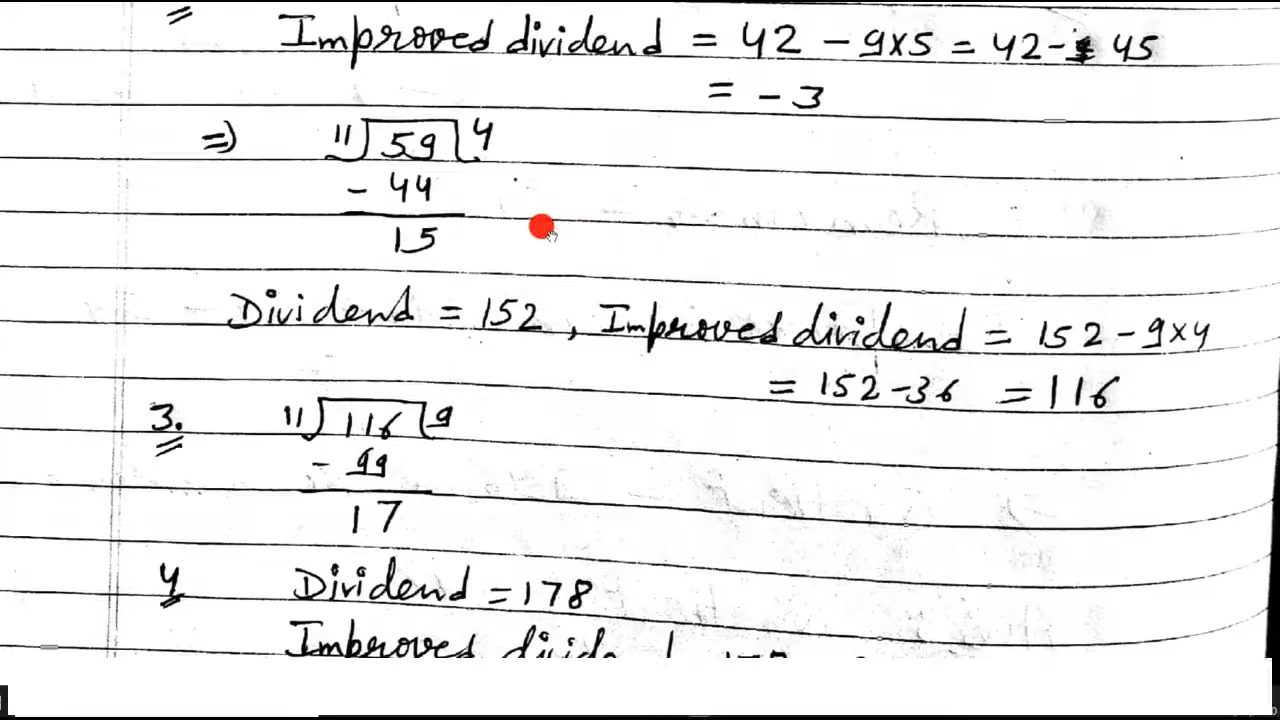 Improved dividend = 42 - 9x5 = 42 - 45
= - 3
=) 11) 59 ( 4
- 44
15
Dividend = 152 , Improved dividend = 152 - 9x4
= 152 - 36 = 116
3. 11) 116 ( 9
- 99
17
4 Dividend = 178
Improved